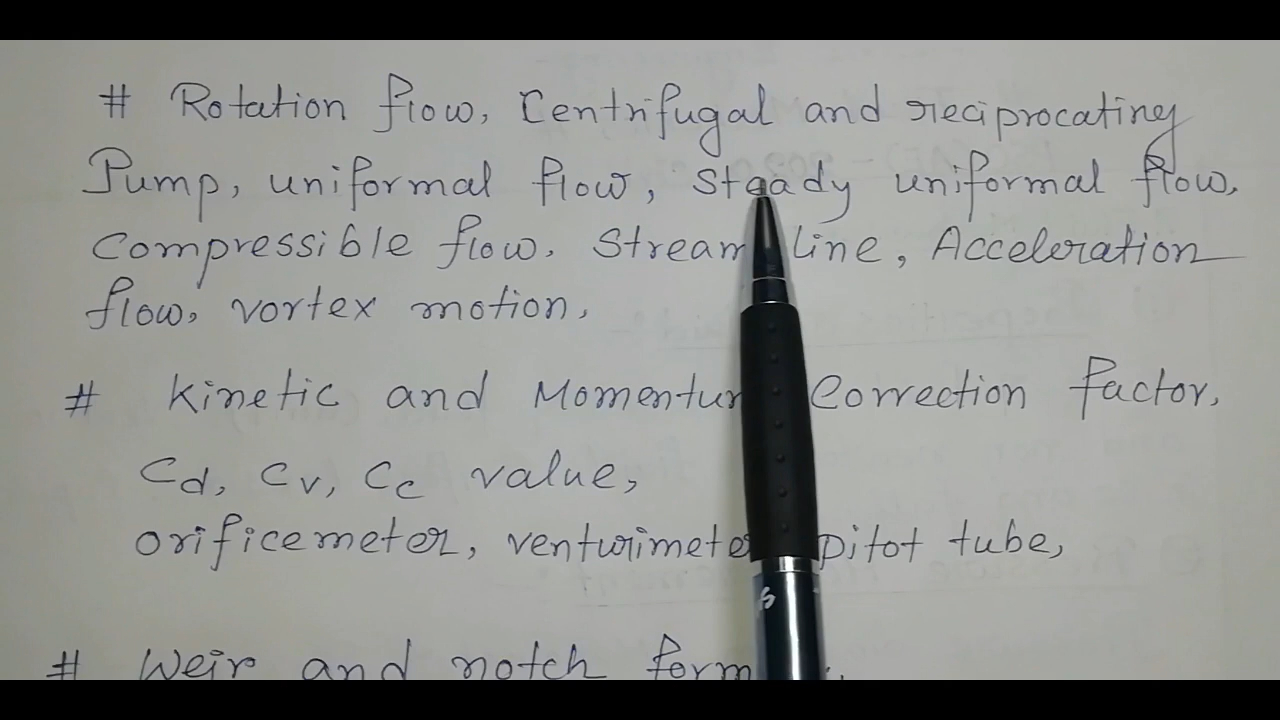 # Rotation flow, Centrifugal and reciprocating
Pump, uniformal flow, Steady uniformal flow,
Compressible flow. Stream line, Acceleration
flow, vortex motion.
# Kinetic and Momentum Correction factor,
Cd, Cv, Cc value,
orificemeter, venturimeter pitot tube,
# Weir and notch